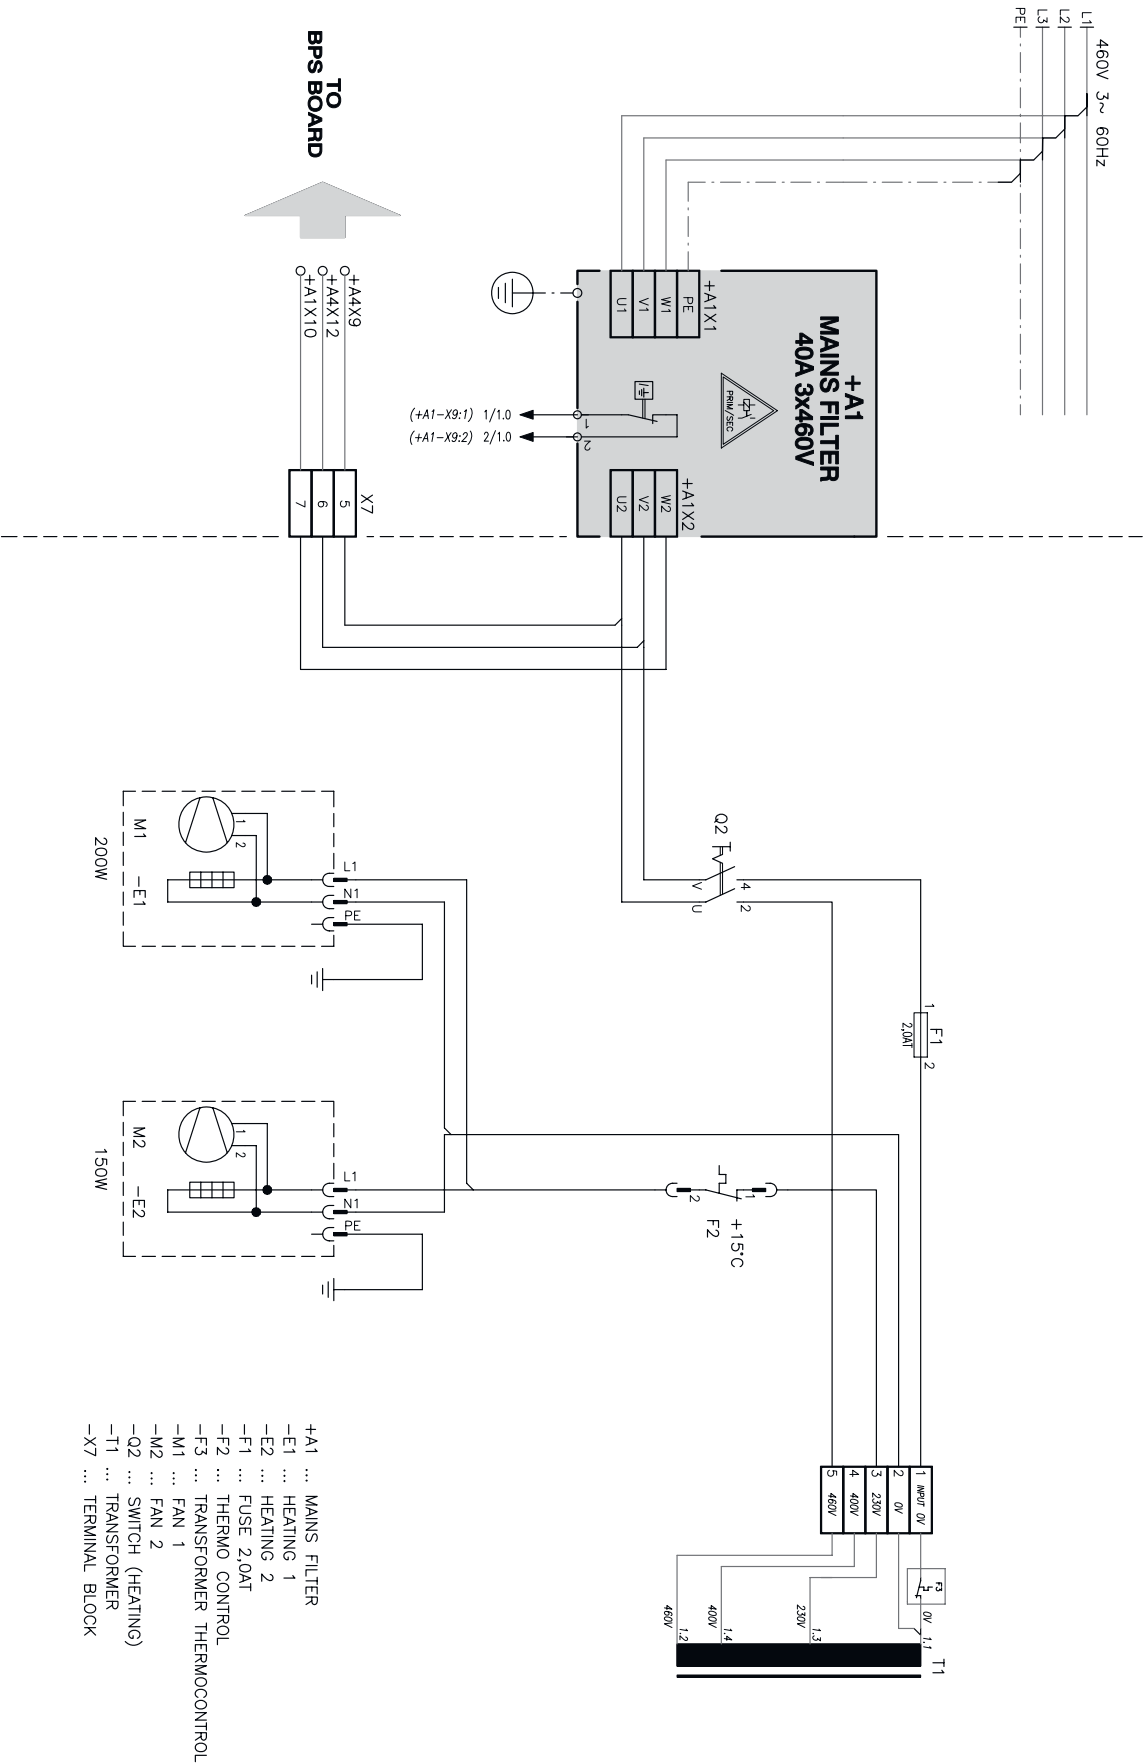 L1
L2
L3
PE
460V 3~ 60Hz
TO
BPS BOARD
+A4X9
+A4X12
+A1X10
+A1X1
PE
W1
V1
U1
+A1
MAINS FILTER
40A 3x460V
PRIM/SEC
(+A1-X9:1) 1/1.0
(+A1-X9:2) 2/1.0
1
2
+A1X2
W2
V2
U2
X7
5
6
7
Q2
4
2
V
U
1
F1
2,0AT
2
M1
1
2
-E1
L1
N1
PE
200W
M2
1
2
-E2
L1
N1
PE
150W
1
2
+15°C
F2
1 INPUT 0V
2 0V
3 230V
4 400V
5 460V
F3
0V 1.1
230V 1.3
400V 1.4
460V 1.2
T1
+A1 ... MAINS FILTER
-E1 ... HEATING 1
-E2 ... HEATING 2
-F1 ... FUSE 2,0AT
-F2 ... THERMO CONTROL
-F3 ... TRANSFORMER THERMOCONTROL
-M1 ... FAN 1
-M2 ... FAN 2
-Q2 ... SWITCH (HEATING)
-T1 ... TRANSFORMER
-X7 ... TERMINAL BLOCK